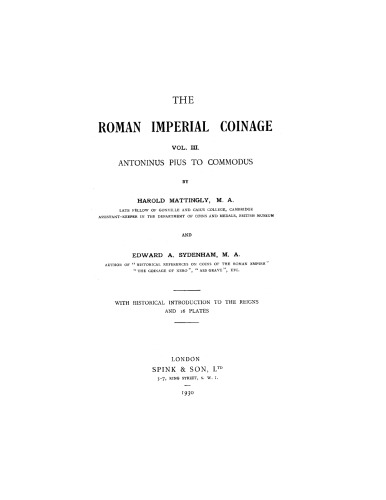 THE
ROMAN IMPERIAL COINAGE
VOL. III.
ANTONINUS PIUS TO COMMODUS
BY
HAROLD MATTINGLY, M. A.
LATE FELLOW OF GONVILLE AND CAIUS COLLEGE, CAMBRIDGE
ASSISTANT-KEEPER IN THE DEPARTMENT OF COINS AND MEDALS, BRITISH MUSEUM
AND
EDWARD A. SYDENHAM, M. A.
AUTHOR OF "HISTORICAL REFERENCES ON COINS OF THE ROMAN EMPIRE"
"THE COINAGE OF NERO", "AES GRAVE", ETC.
WITH HISTORICAL INTRODUCTION TO THE REIGNS
AND 16 PLATES
LONDON
SPINK & SON, LTD
5-7, KING STREET, S. W. 1.
1930